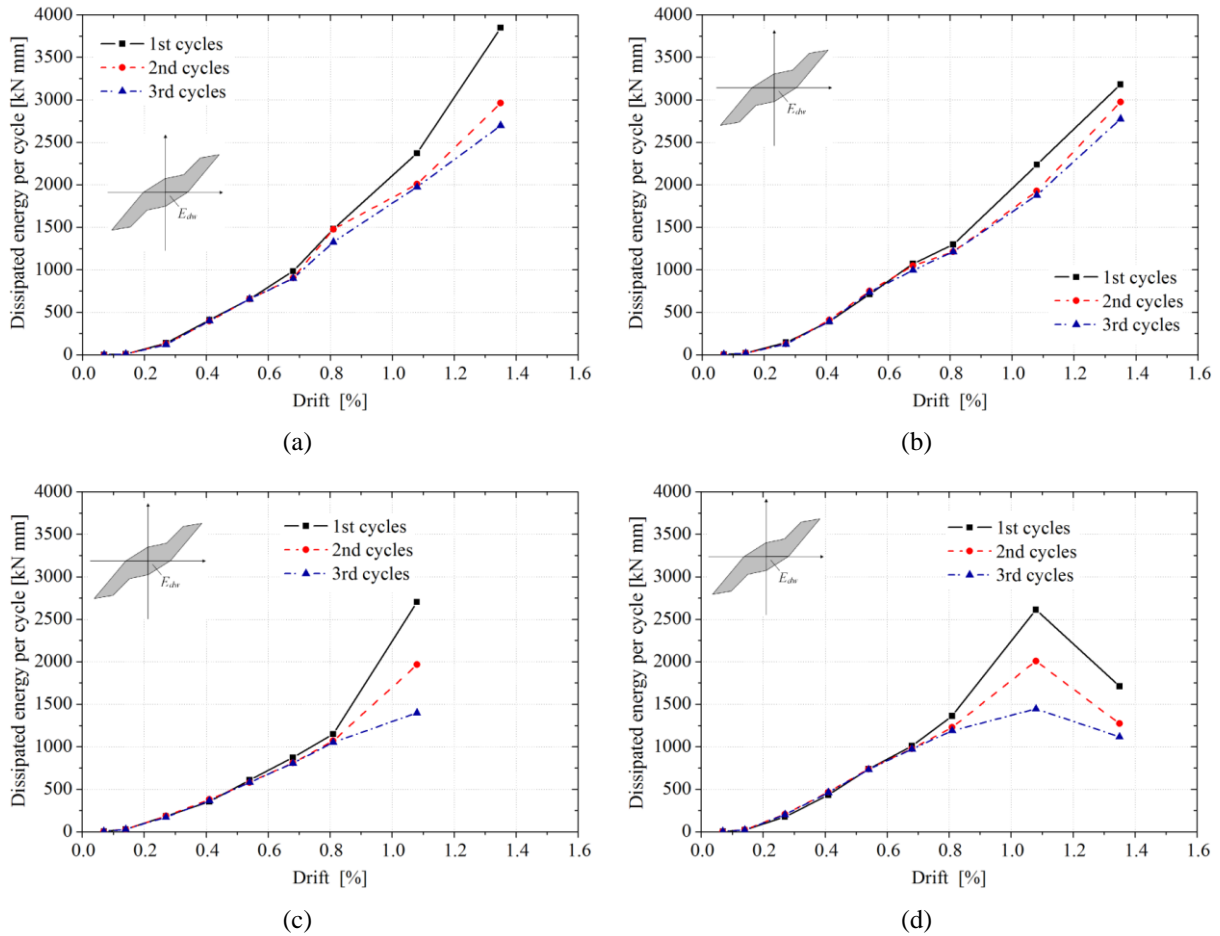 Dissipated energy per cycle [kN mm]
4000
3500
3000
2500
2000
1500
1000
500
0
1st cycles
2nd cycles
3rd cycles
E_dw
0.0 0.2 0.4 0.6 0.8 1.0 1.2 1.4 1.6
Drift [%]
(a)
Dissipated energy per cycle [kN mm]
4000
3500
3000
2500
2000
1500
1000
500
0
E_dw
1st cycles
2nd cycles
3rd cycles
0.0 0.2 0.4 0.6 0.8 1.0 1.2 1.4 1.6
Drift [%]
(b)
Dissipated energy per cycle [kN mm]
4000
3500
3000
2500
2000
1500
1000
500
0
1st cycles
2nd cycles
3rd cycles
E_dw
0.0 0.2 0.4 0.6 0.8 1.0 1.2 1.4 1.6
Drift [%]
(c)
Dissipated energy per cycle [kN mm]
4000
3500
3000
2500
2000
1500
1000
500
0
1st cycles
2nd cycles
3rd cycles
E_dw
0.0 0.2 0.4 0.6 0.8 1.0 1.2 1.4 1.6
Drift [%]
(d)